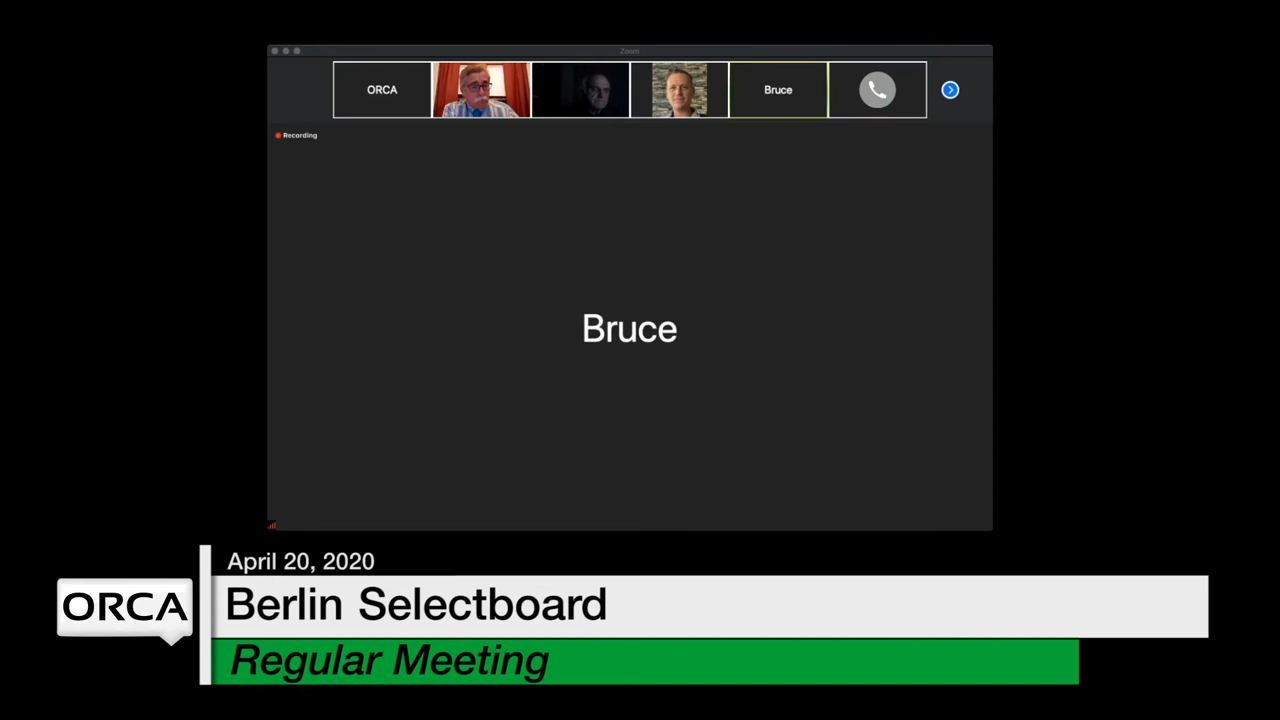 Zoom
ORCA
Bruce
Recording
Bruce
April 20, 2020
ORCA
Berlin Selectboard
Regular Meeting